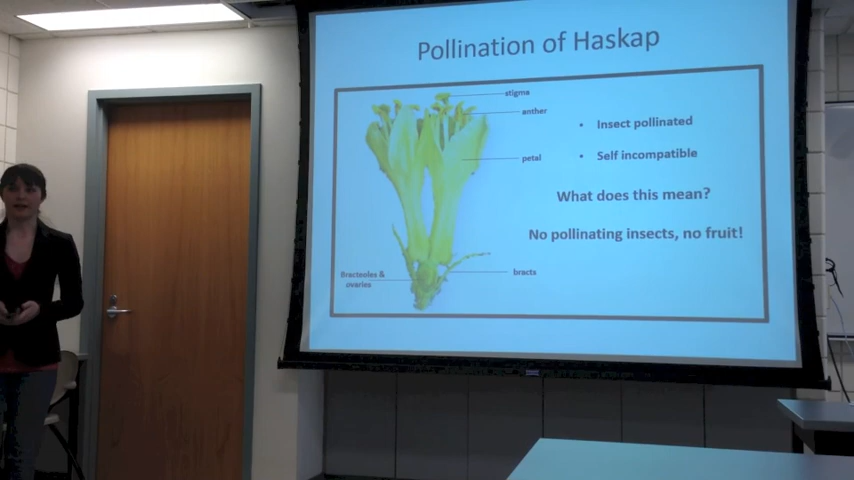 Pollination of Haskap
stigma
anther
petal
Bracteoles &
ovaries
bracts
• Insect pollinated
• Self incompatible
What does this mean?
No pollinating insects, no fruit!